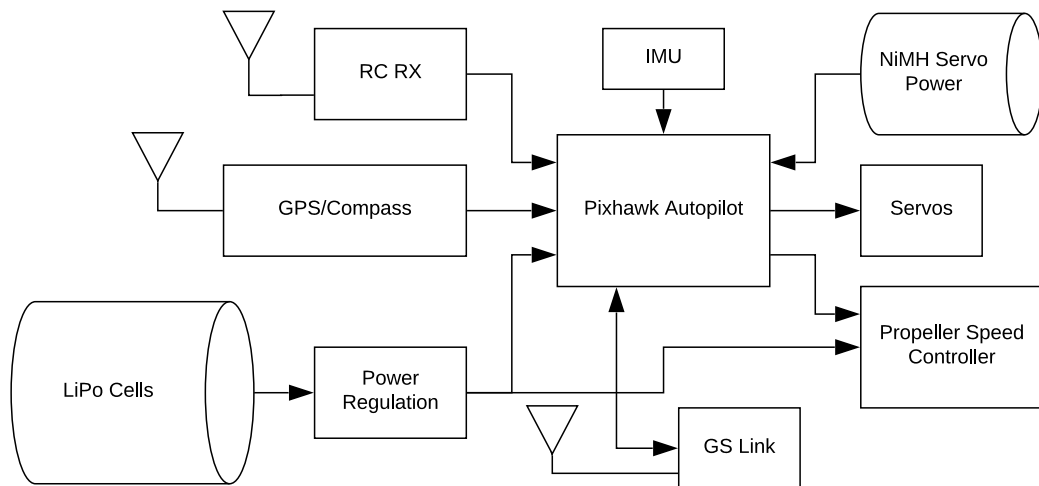 RC RX
IMU
NiMH Servo
Power
GPS/Compass
Pixhawk Autopilot
Servos
LiPo Cells
Power
Regulation
Propeller Speed
Controller
GS Link